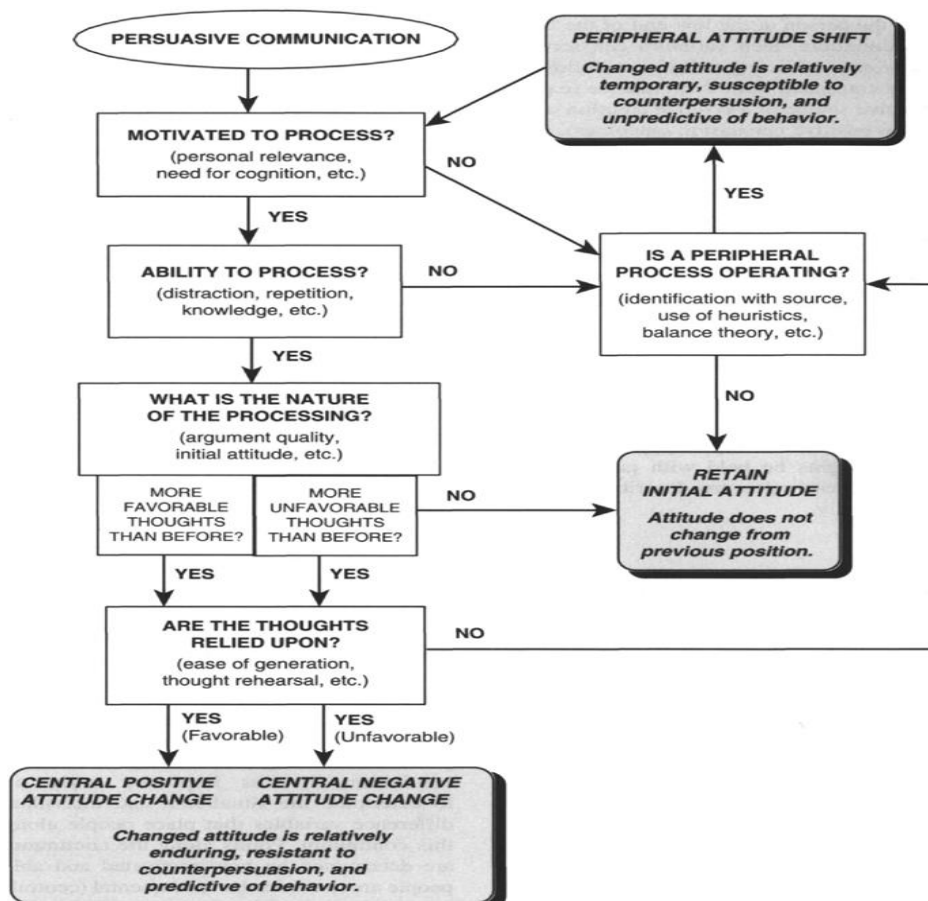 PERSUASIVE COMMUNICATION
PERIPHERAL ATTITUDE SHIFT
Changed attitude is relatively
temporary, susceptible to
counterpersusion, and
unpredictive of behavior.
MOTIVATED TO PROCESS?
(personal relevance,
need for cognition, etc.)
NO
YES
YES
ABILITY TO PROCESS?
(distraction, repetition,
knowledge, etc.)
NO
IS A PERIPHERAL
PROCESS OPERATING?
(identification with source,
use of heuristics,
balance theory, etc.)
YES
NO
WHAT IS THE NATURE
OF THE PROCESSING?
(argument quality,
initial attitude, etc.)
MORE
FAVORABLE
THOUGHTS
THAN BEFORE?
MORE
UNFAVORABLE
THOUGHTS
THAN BEFORE?
NO
RETAIN
INITIAL ATTITUDE
Attitude does not
change from
previous position.
YES
YES
ARE THE THOUGHTS
RELIED UPON?
(ease of generation,
thought rehearsal, etc.)
NO
YES
(Favorable)
YES
(Unfavorable)
CENTRAL POSITIVE
ATTITUDE CHANGE
CENTRAL NEGATIVE
ATTITUDE CHANGE
Changed attitude is relatively
enduring, resistant to
counterpersuasion, and
predictive of behavior.